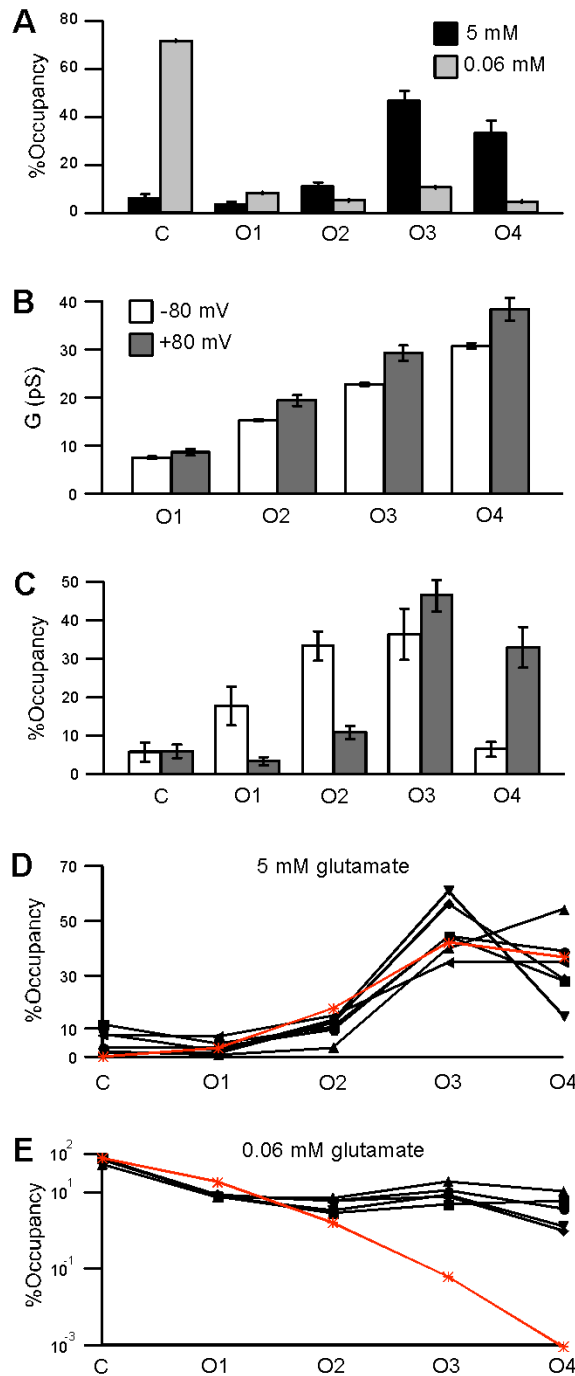 A
%Occupancy
80
60
40
20
0
5 mM
0.06 mM
C O1 O2 O3 O4
B
G (pS)
40
30
20
10
0
-80 mV
+80 mV
O1 O2 O3 O4
C
%Occupancy
50
40
30
20
10
0
C O1 O2 O3 O4
D
5 mM glutamate
%Occupancy
70
50
30
10
0
C O1 O2 O3 O4
E
0.06 mM glutamate
%Occupancy
10²
10¹
10¹
10⁻³
C O1 O2 O3 O4